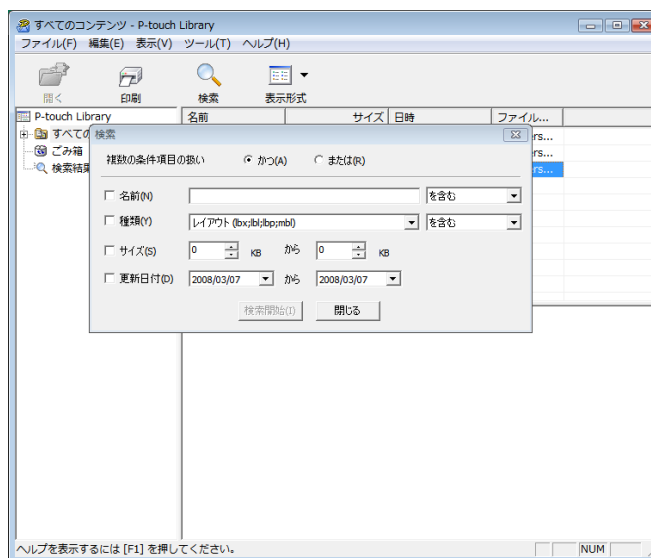 すべてのコンテンツ - P-touch Library
ファイル(F) 編集(E) 表示(V) ツール(T) ヘルプ(H)
開く 印刷 検索 表示形式
P-touch Library 名前 サイズ 日時 ファイル...
すべての
ごみ箱
検索結果
ers...
ers...
ers...
検索
複数の条件項目の扱い かつ(A) または(R)
名前(N) を含む
種類(Y) レイアウト (lbx;lbl;lbp;mbl) を含む
サイズ(S) 0 KB から 0 KB
更新日付(D) 2008/03/07 から 2008/03/07
検索開始(I) 閉じる
ヘルプを表示するには [F1] を押してください。 NUM